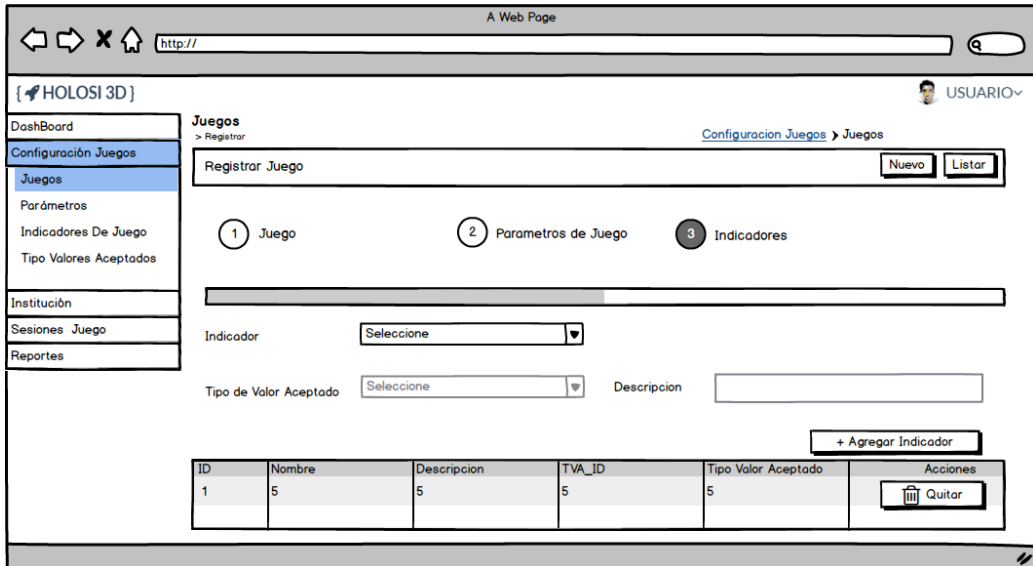 A Web Page
http://
{ HOLOSI 3D }
USUARIO
DashBoard
Configuración Juegos
Juegos
Parámetros
Indicadores De Juego
Tipo Valores Aceptados
Institución
Sesiones Juego
Reportes
Juegos
> Registrar
Configuracion Juegos > Juegos
Registrar Juego
Nuevo
Listar
1 Juego
2 Parametros de Juego
3 Indicadores
Indicador
Seleccione
Tipo de Valor Aceptado
Seleccione
Descripcion
+ Agregar Indicador
ID Nombre Descripcion TVA_ID Tipo Valor Aceptado Acciones
1 5 5 5 5 Quitar